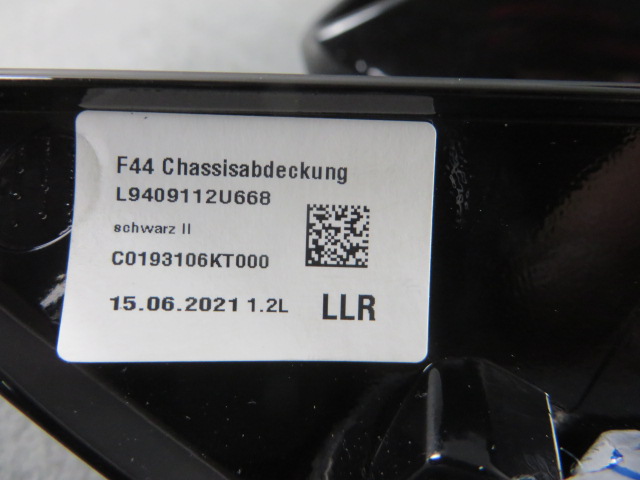 F44 Chassisabdeckung
L9409112U668
schwarz II
C0193106KT000
15.06.2021 1.2L LLR